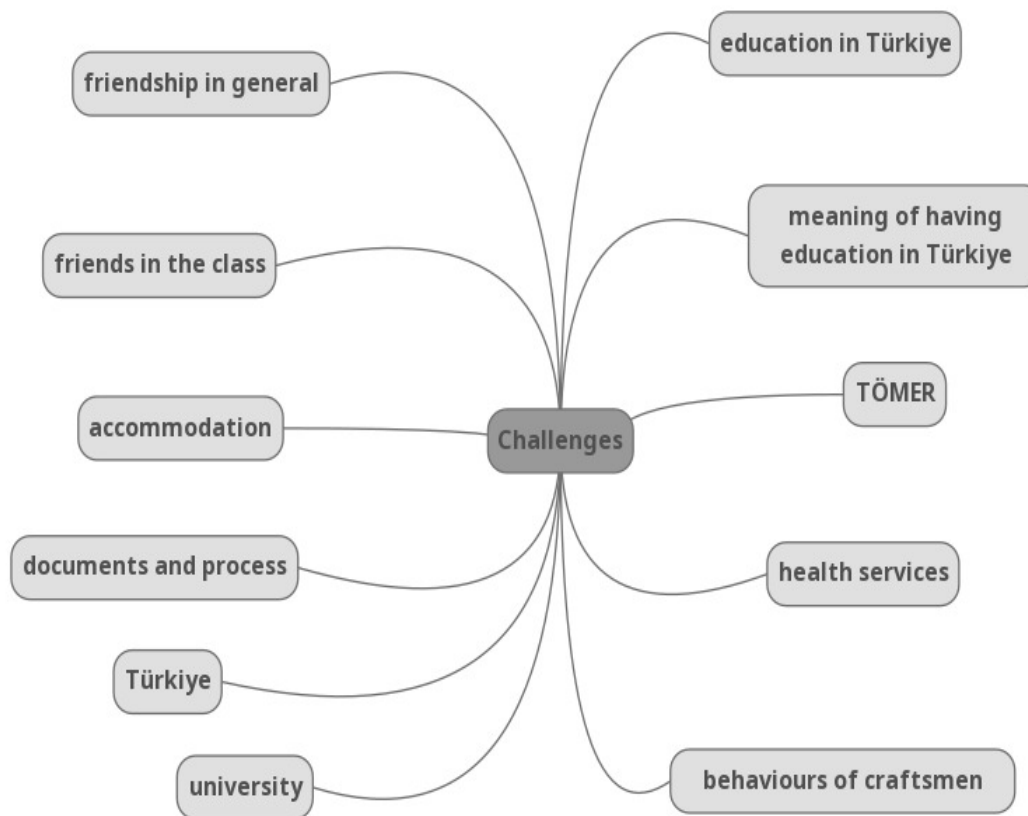 education in Türkiye
friendship in general
meaning of having
education in Türkiye
friends in the class
TÖMER
accommodation
Challenges
documents and process
health services
Türkiye
university
behaviours of craftsmen